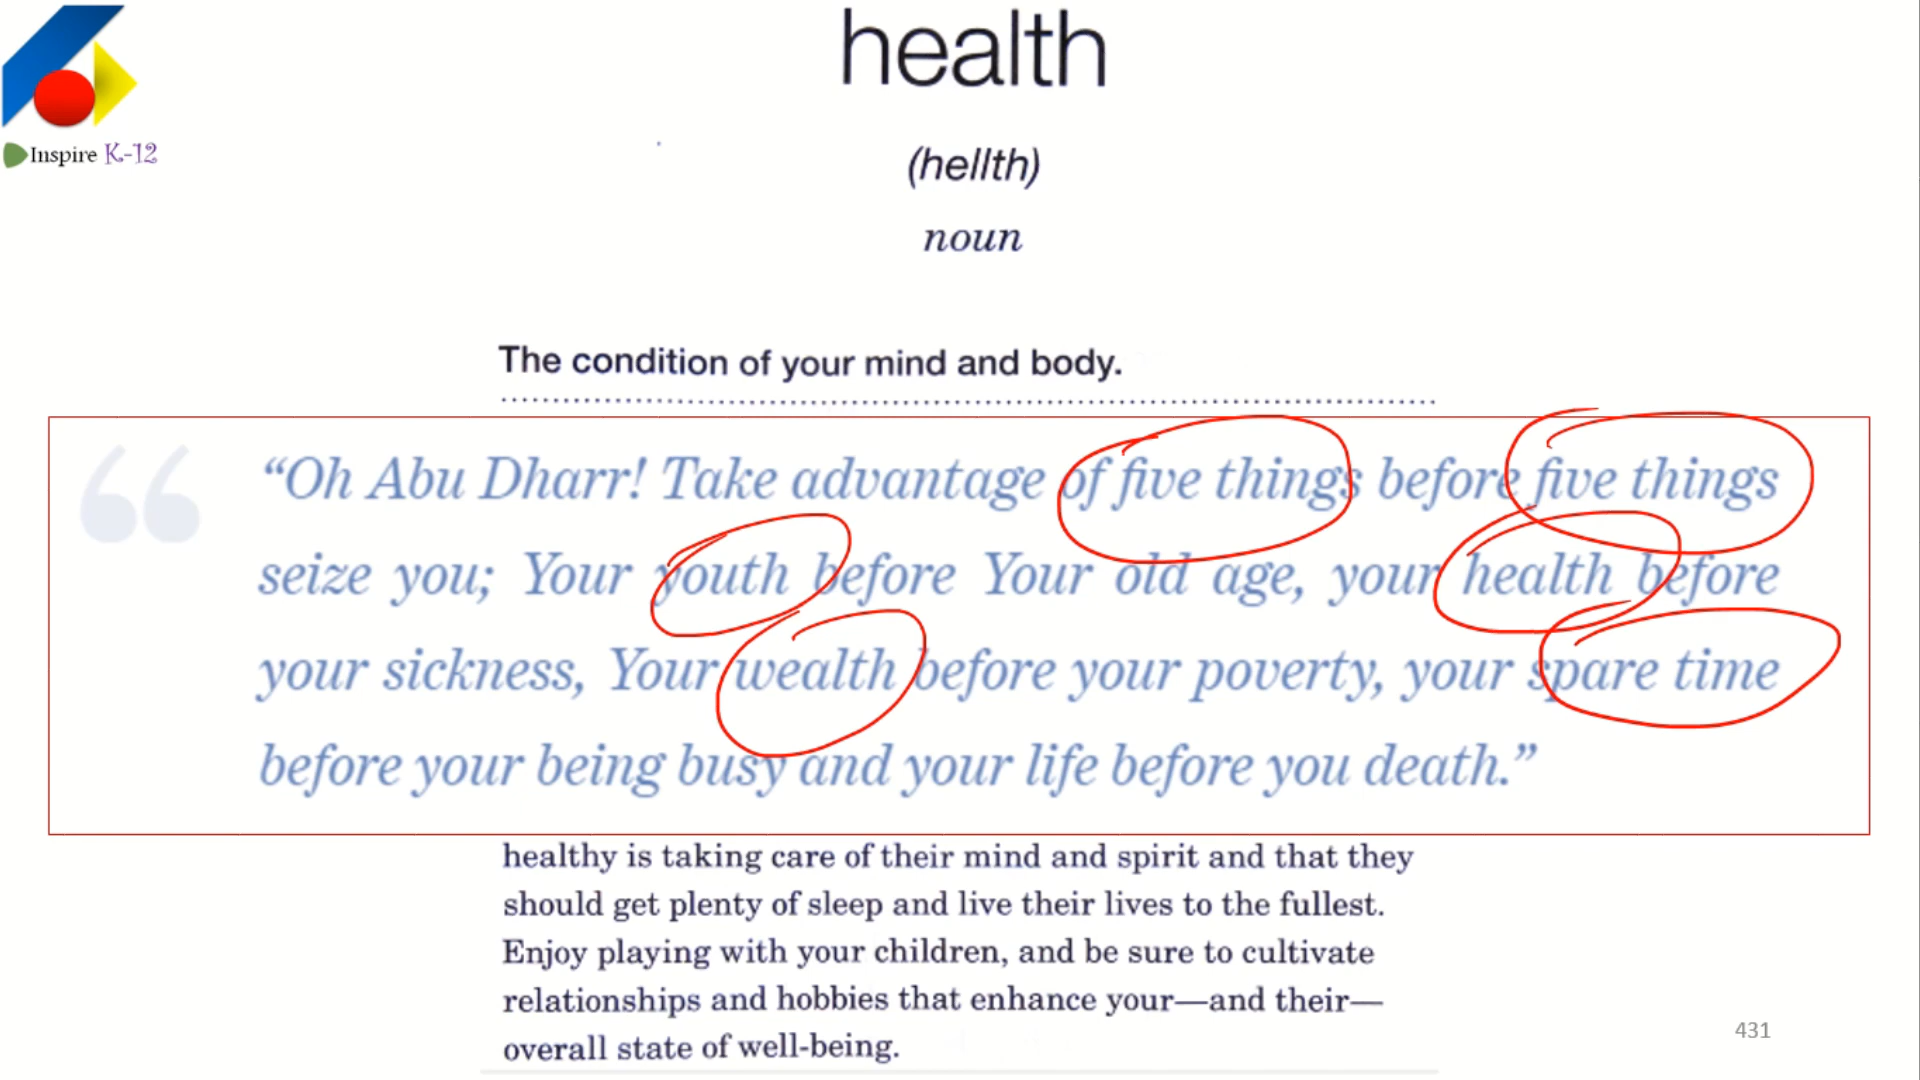 health
Inspire K-12
(hellth)
noun
The condition of your mind and body.
“Oh Abu Dharr! Take advantage of five things before five things
seize you; Your youth before Your old age, your health before
your sickness, Your wealth before your poverty, your spare time
before your being busy and your life before you death.”
healthy is taking care of their mind and spirit and that they
should get plenty of sleep and live their lives to the fullest.
Enjoy playing with your children, and be sure to cultivate
relationships and hobbies that enhance your—and their—
overall state of well-being.
431